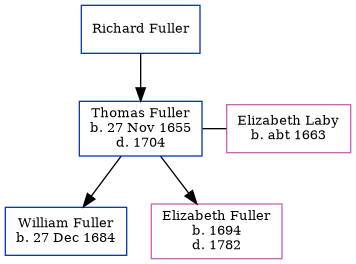 Richard Fuller
Thomas Fuller
b. 27 Nov 1655
d. 1704
Elizabeth Laby
b. abt 1663
William Fuller
b. 27 Dec 1684
Elizabeth Fuller
b. 1694
d. 1782